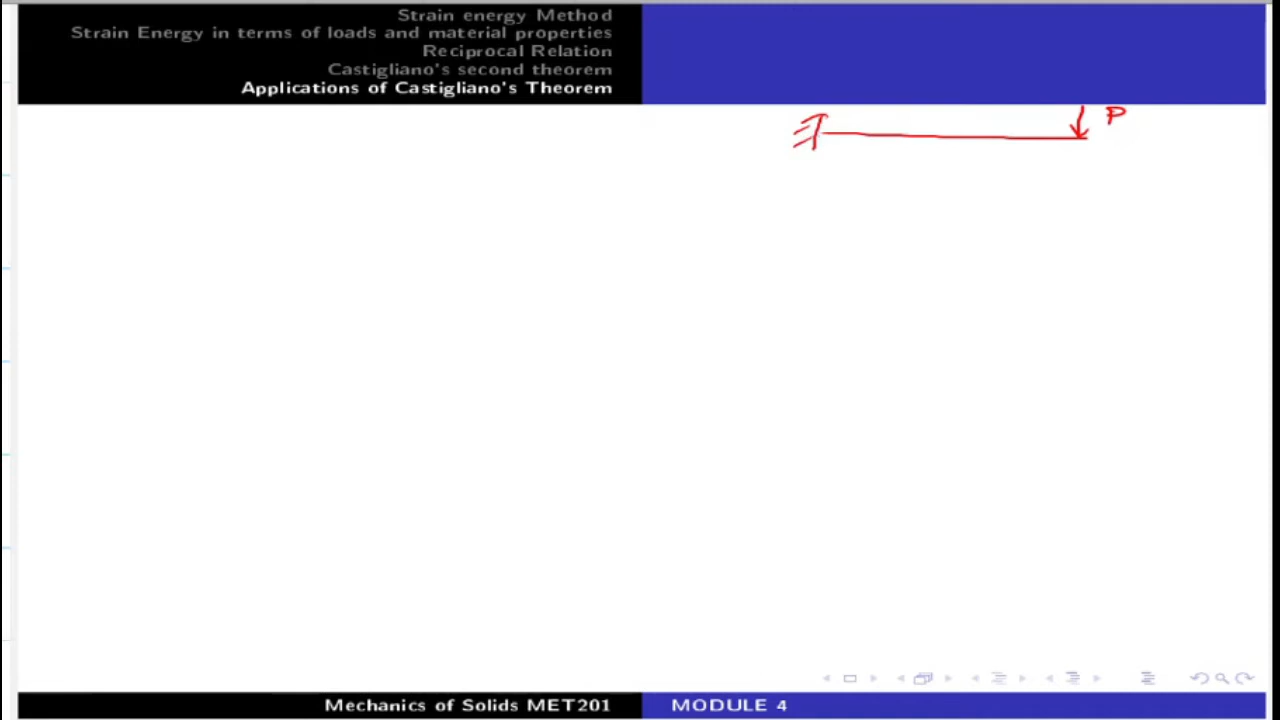 Strain energy Method
Strain Energy in terms of loads and material properties
Reciprocal Relation
Castigliano's second theorem
Applications of Castigliano's Theorem
P
Mechanics of Solids MET201
MODULE 4